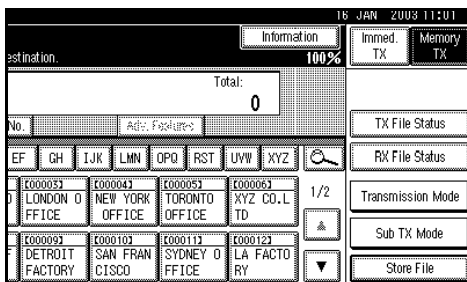 16 JAN 2003 11:01
Information
Immed. TX
Memory TX
estination.
100%
Total:
0
No.
Adv. Features
TX File Status
EF GH IJK LMN OPQ RST UVW XYZ
RX File Status
[00003] [00004] [00005] [00006]
LONDON O NEW YORK TORONTO XYZ CO.L
FFICE OFFICE OFFICE TD
1/2
Transmission Mode
Sub TX Mode
[00009] [00010] [00011] [00012]
DETROIT SAN FRAN SYDNEY O LA FACTO
FACTORY CISCO FFICE RY
Store File